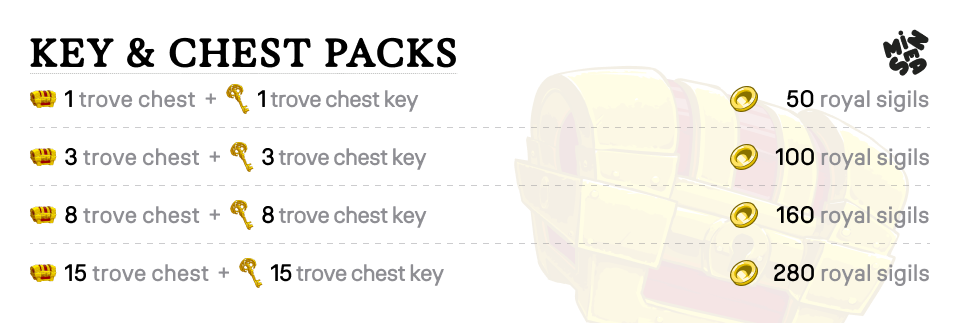 KEY & CHEST PACKS
MINESA
1 trove chest + 1 trove chest key 50 royal sigils
3 trove chest + 3 trove chest key 100 royal sigils
8 trove chest + 8 trove chest key 160 royal sigils
15 trove chest + 15 trove chest key 280 royal sigils